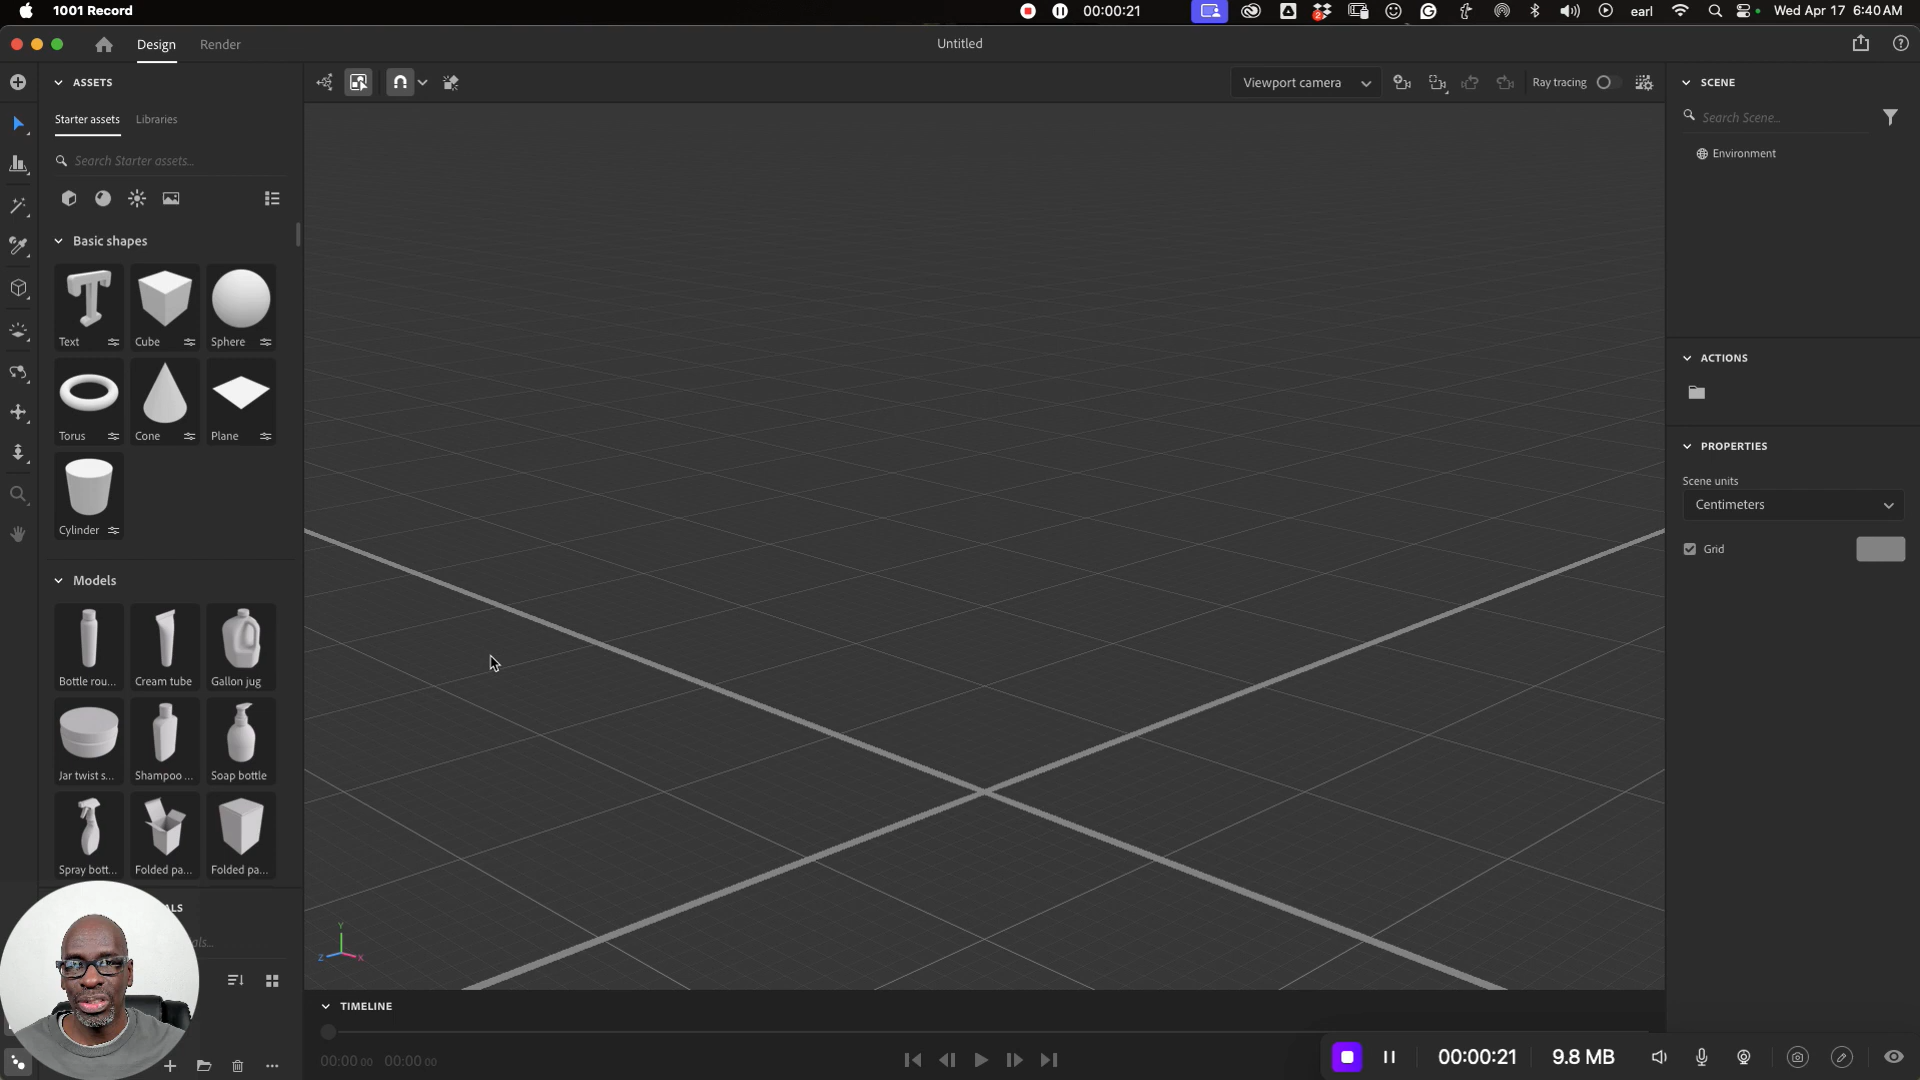 1001 Record
00:00:21
earl
Wed Apr 17 6:40 AM
Design
Render
Untitled
ASSETS
Starter assets
Libraries
Search Starter assets...
Basic shapes
Text
Cube
Sphere
Torus
Cone
Plane
Cylinder
Models
Bottle rou...
Cream tube
Gallon jug
Jar twist s...
Shampoo ...
Soap bottle
Spray bott...
Folded pa...
Folded pa...
ALS
als...
Viewport camera
Ray tracing
Y
Z
X
TIMELINE
00:00 00
00:00 00
SCENE
Search Scene...
Environment
ACTIONS
PROPERTIES
Scene units
Centimeters
Grid
00:00:21
9.8 MB